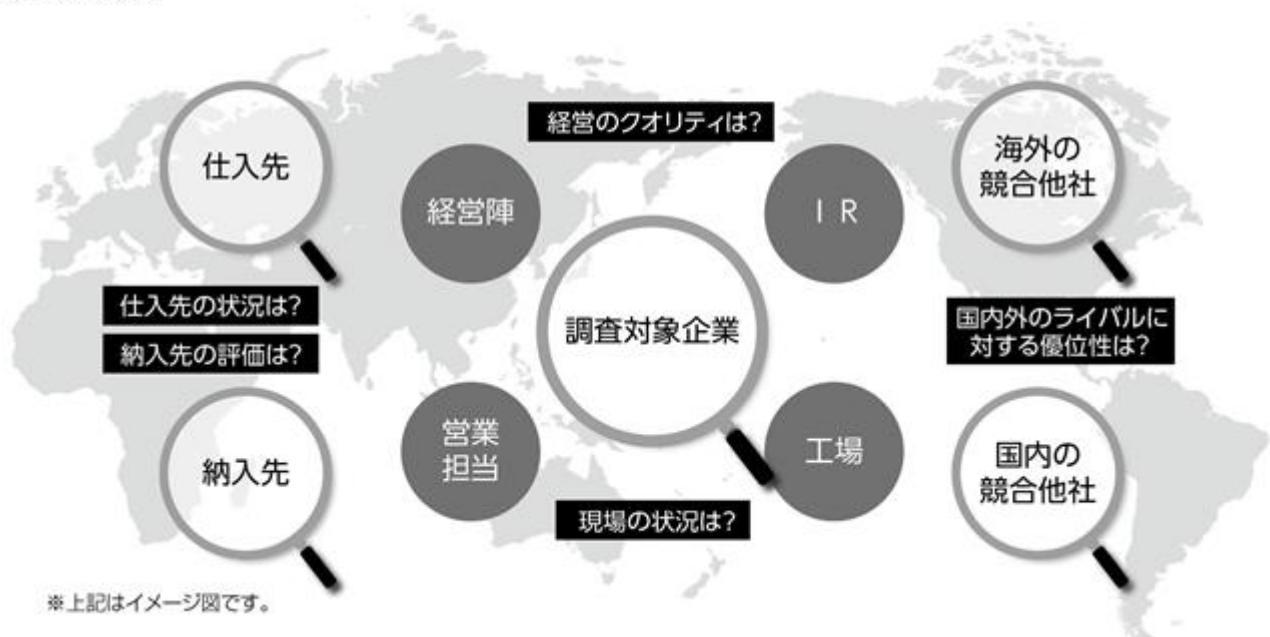 経営のクオリティは?
仕入先
経営陣
IR
海外の
競合他社
仕入先の状況は?
納入先の評価は?
調査対象企業
国内外のライバルに
対する優位性は?
納入先
営業
担当
工場
国内の
競合他社
現場の状況は?
※上記はイメージ図です。